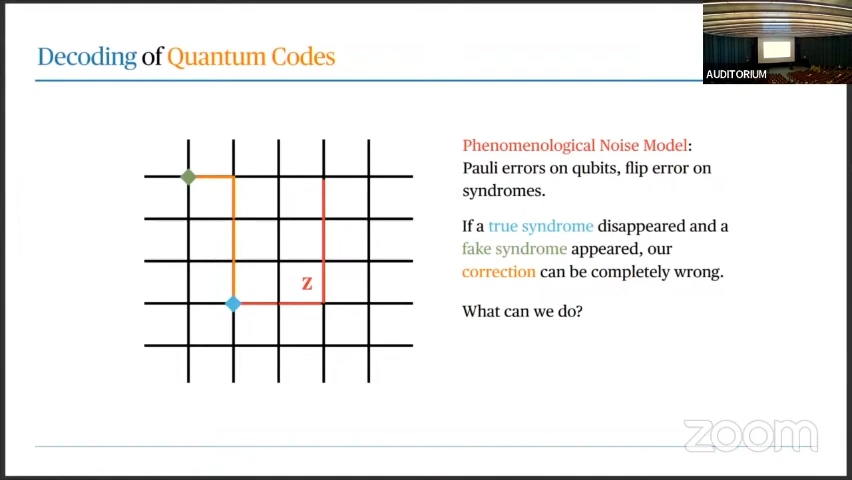 Decoding of Quantum Codes
AUDITORIUM
Phenomenological Noise Model:
Pauli errors on qubits, flip error on
syndromes.
If a true syndrome disappeared and a
fake syndrome appeared, our
correction can be completely wrong.
Z
What can we do?
zoom